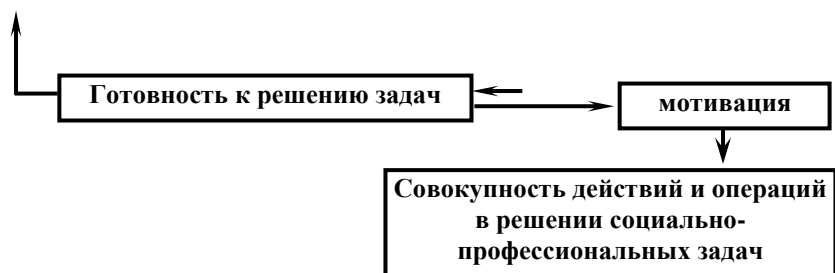 Готовность к решению задач
мотивация
Совокупность действий и операций
в решении социально-
профессиональных задач